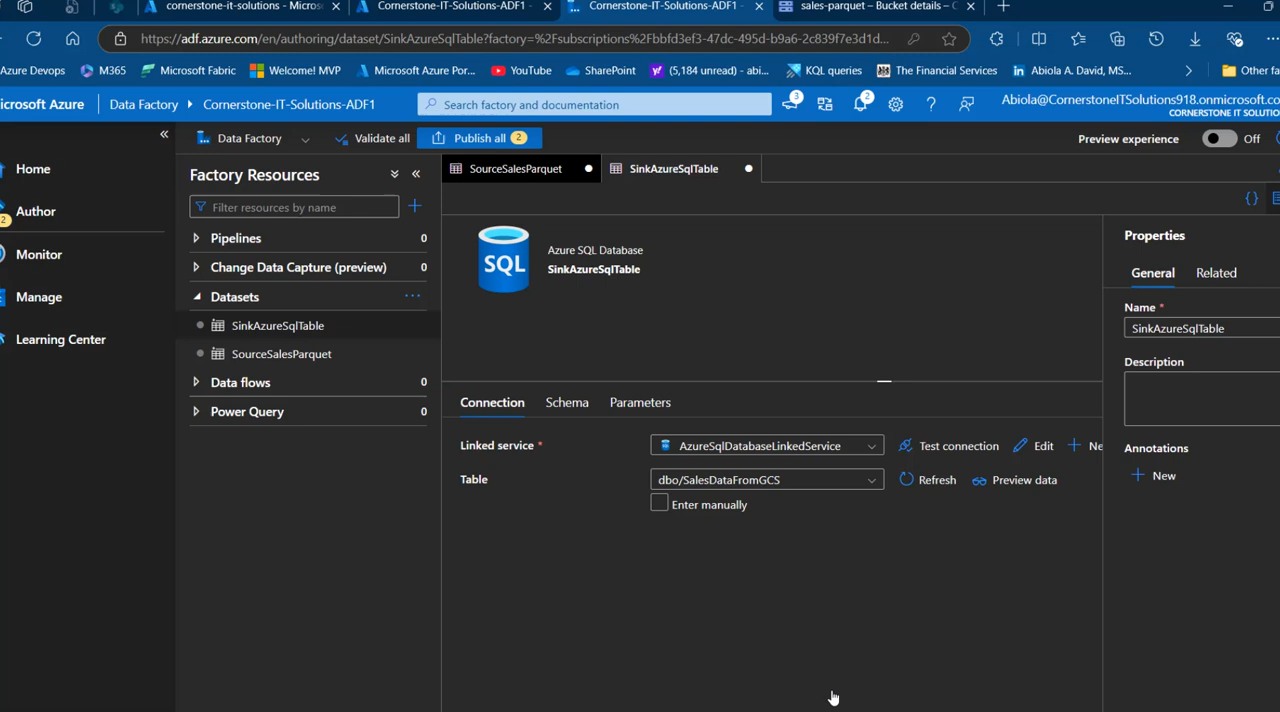 cornerstone-it-solutions - Micros
Cornerstone-IT-Solutions-ADF1 -
Cornerstone-IT-Solutions-ADF1 -
sales-parquet – Bucket details – C
https://adf.azure.com/en/authoring/dataset/SinkAzureSqlTable?factory=%2Fsubscriptions%2Fbbfd3ef3-47dc-495d-b9a6-2c839f7e3d1d...
Azure Devops
M365
Microsoft Fabric
Welcome! MVP
Microsoft Azure Por...
YouTube
SharePoint
(5,184 unread) - abi...
KQL queries
The Financial Services
Abiola A. David, MS...
Other fa
icrosoft Azure
Data Factory
Cornerstone-IT-Solutions-ADF1
Search factory and documentation
3
2
Abiola@CornerstoneITSolutions918.onmicrosoft.co
CORNERSTONE IT SOLUTIO
Data Factory
Validate all
Publish all 2
Preview experience
Off
Home
Author
2
Monitor
Manage
Learning Center
Factory Resources
Filter resources by name
Pipelines 0
Change Data Capture (preview) 0
Datasets
SinkAzureSqlTable
SourceSalesParquet
Data flows 0
Power Query 0
SourceSalesParquet
SinkAzureSqlTable
SQL
Azure SQL Database
SinkAzureSqlTable
Connection
Schema
Parameters
Linked service *
AzureSqlDatabaseLinkedService
Test connection
Edit
Ne
Table
dbo/SalesDataFromGCS
Refresh
Preview data
Enter manually
Properties
General
Related
Name *
SinkAzureSqlTable
Description
Annotations
New